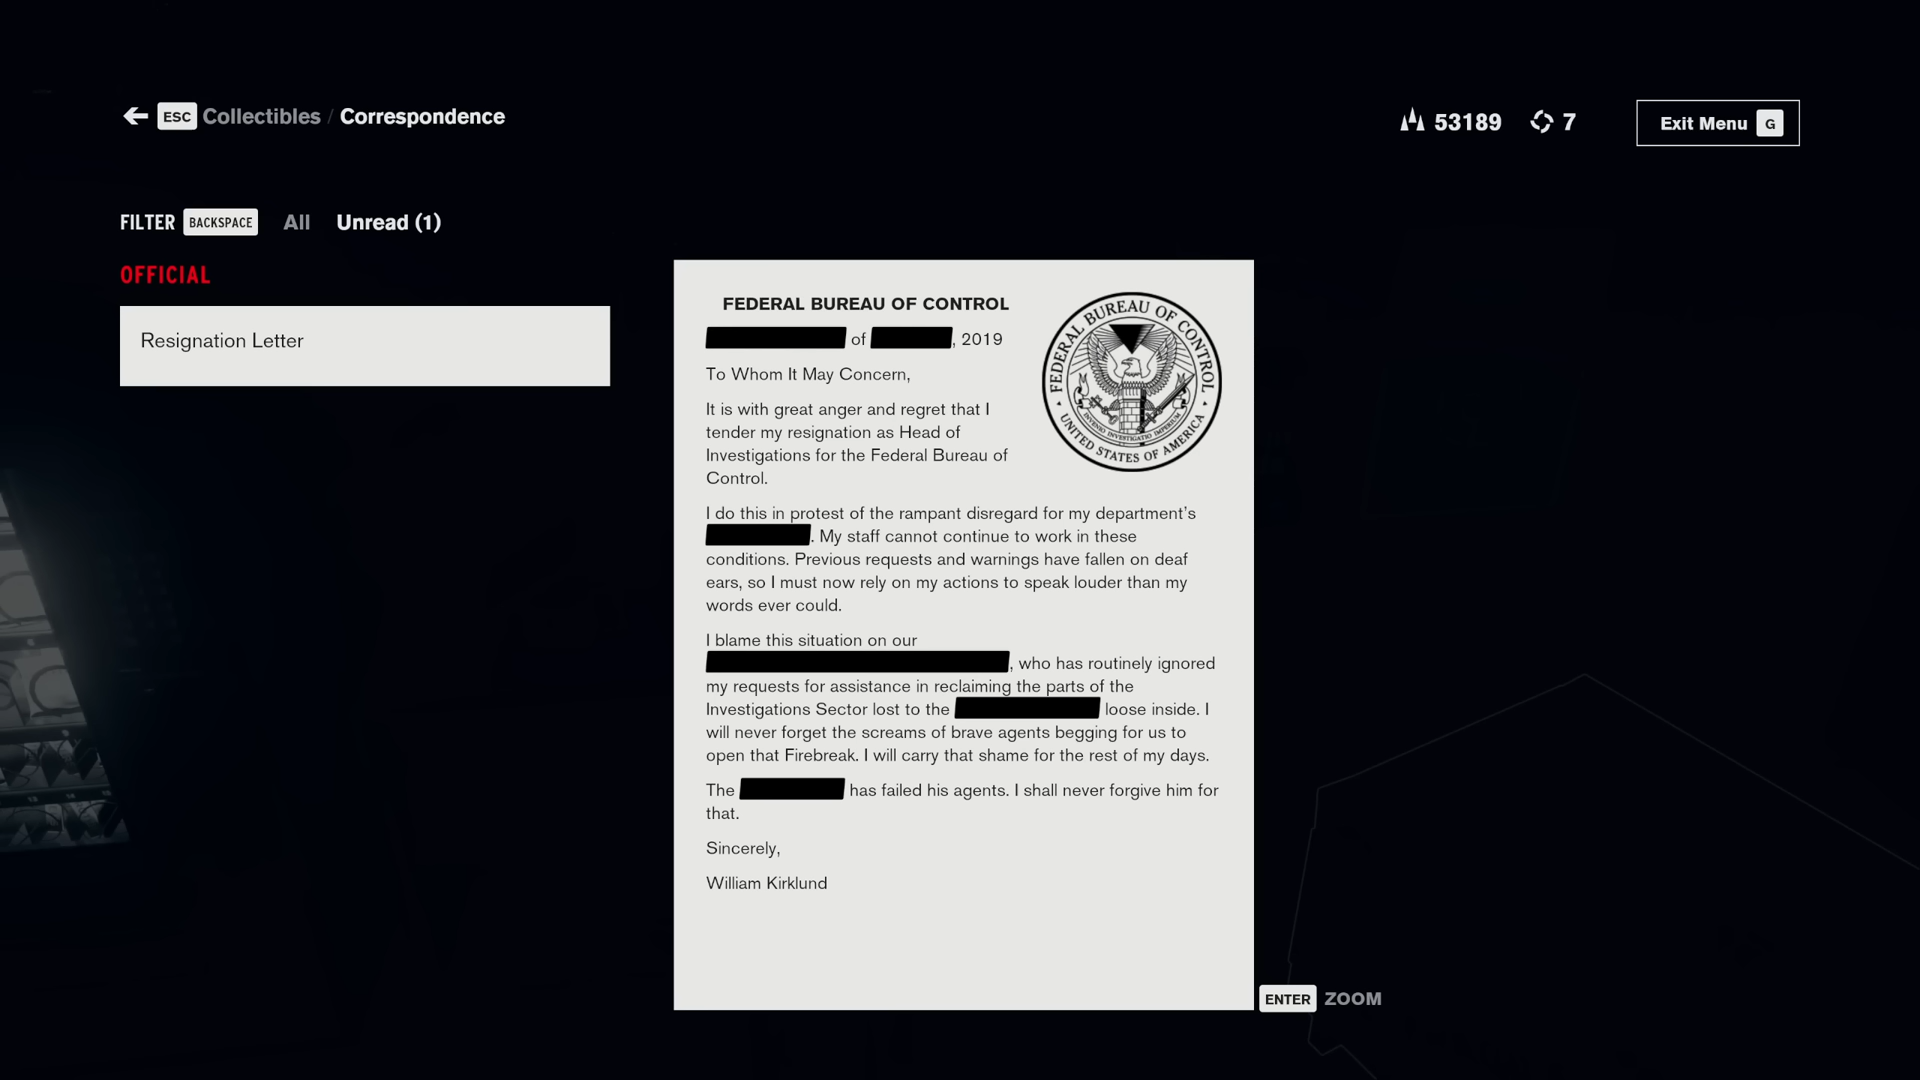 ESC Collectibles / Correspondence
53189 7 Exit Menu G
FILTER BACKSPACE All Unread (1)
OFFICIAL
Resignation Letter
FEDERAL BUREAU OF CONTROL
of , 2019
To Whom It May Concern,
It is with great anger and regret that I
tender my resignation as Head of
Investigations for the Federal Bureau of
Control.
FEDERAL BUREAU OF CONTROL
INVENIO INVESTIGATIO IMPERIUM
UNITED STATES OF AMERICA
I do this in protest of the rampant disregard for my department’s
. My staff cannot continue to work in these
conditions. Previous requests and warnings have fallen on deaf
ears, so I must now rely on my actions to speak louder than my
words ever could.
I blame this situation on our
, who has routinely ignored
my requests for assistance in reclaiming the parts of the
Investigations Sector lost to the loose inside. I
will never forget the screams of brave agents begging for us to
open that Firebreak. I will carry that shame for the rest of my days.
The has failed his agents. I shall never forgive him for
that.
Sincerely,
William Kirklund
ENTER ZOOM